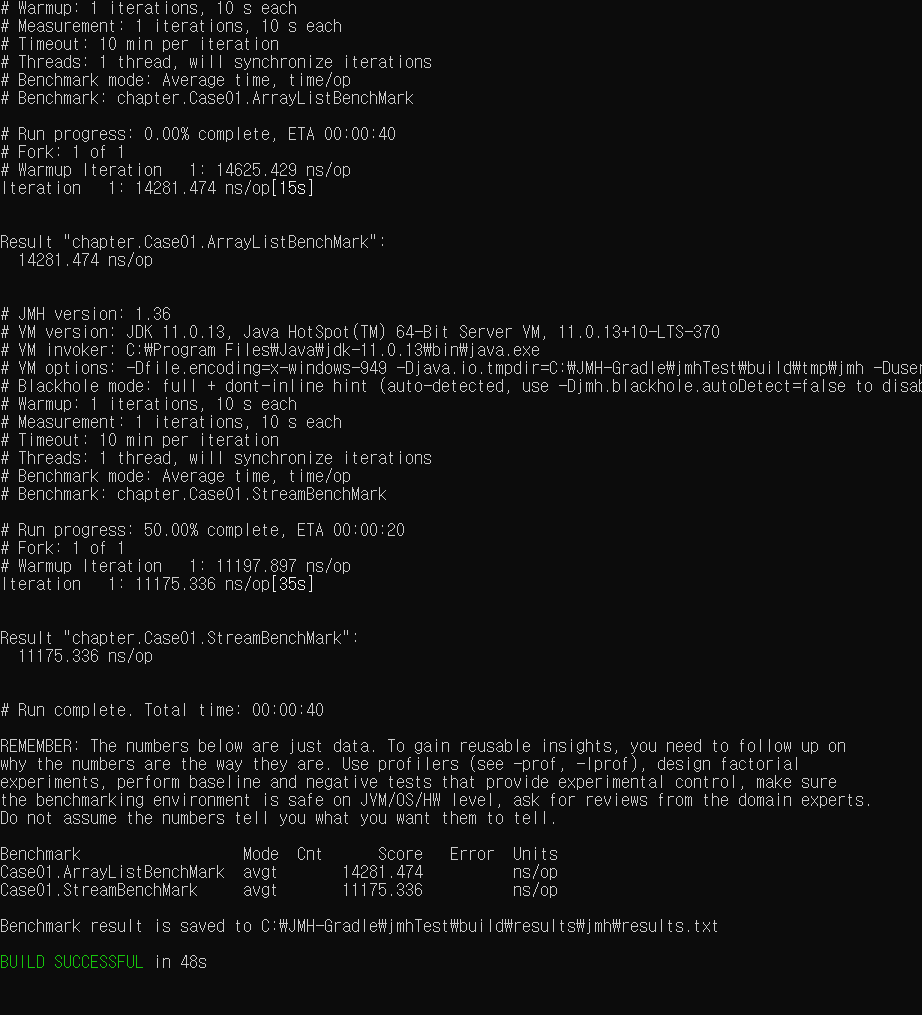 # Warmup: 1 iterations, 10 s each
# Measurement: 1 iterations, 10 s each
# Timeout: 10 min per iteration
# Threads: 1 thread, will synchronize iterations
# Benchmark mode: Average time, time/op
# Benchmark: chapter.Case01.ArrayListBenchMark
# Run progress: 0.00% complete, ETA 00:00:40
# Fork: 1 of 1
# Warmup Iteration   1: 14625.429 ns/op
Iteration   1: 14281.474 ns/op[15s]
Result "chapter.Case01.ArrayListBenchMark":
  14281.474 ns/op
# JMH version: 1.36
# VM version: JDK 11.0.13, Java HotSpot(TM) 64-Bit Server VM, 11.0.13+10-LTS-370
# VM invoker: C:₩Program Files₩Java₩jdk-11.0.13₩bin₩java.exe
# VM options: -Dfile.encoding=x-windows-949 -Djava.io.tmpdir=C:₩JMH-Gradle₩jmhTest₩build₩tmp₩jmh -Duser
# Blackhole mode: full + dont-inline hint (auto-detected, use -Djmh.blackhole.autoDetect=false to disab
# Warmup: 1 iterations, 10 s each
# Measurement: 1 iterations, 10 s each
# Timeout: 10 min per iteration
# Threads: 1 thread, will synchronize iterations
# Benchmark mode: Average time, time/op
# Benchmark: chapter.Case01.StreamBenchMark
# Run progress: 50.00% complete, ETA 00:00:20
# Fork: 1 of 1
# Warmup Iteration   1: 11197.897 ns/op
Iteration   1: 11175.336 ns/op[35s]
Result "chapter.Case01.StreamBenchMark":
  11175.336 ns/op
# Run complete. Total time: 00:00:40
REMEMBER: The numbers below are just data. To gain reusable insights, you need to follow up on
why the numbers are the way they are. Use profilers (see -prof, -lprof), design factorial
experiments, perform baseline and negative tests that provide experimental control, make sure
the benchmarking environment is safe on JVM/OS/HW level, ask for reviews from the domain experts.
Do not assume the numbers tell you what you want them to tell.
Benchmark                  Mode  Cnt      Score   Error  Units
Case01.ArrayListBenchMark  avgt       14281.474          ns/op
Case01.StreamBenchMark     avgt       11175.336          ns/op
Benchmark result is saved to C:₩JMH-Gradle₩jmhTest₩build₩results₩jmh₩results.txt
BUILD SUCCESSFUL in 48s